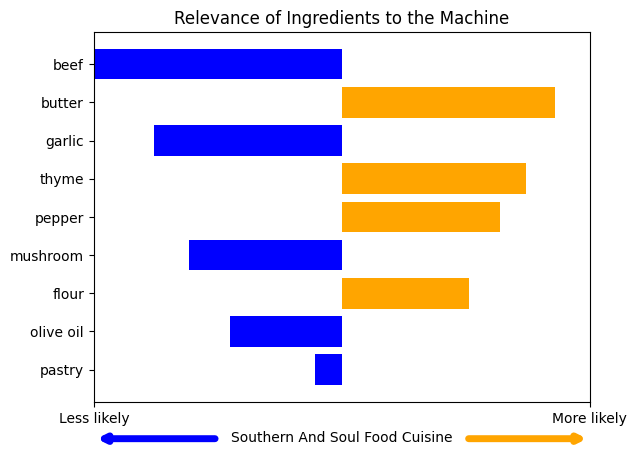 Relevance of Ingredients to the Machine
beef
butter
garlic
thyme
pepper
mushroom
flour
olive oil
pastry
Less likely
More likely
Southern And Soul Food Cuisine